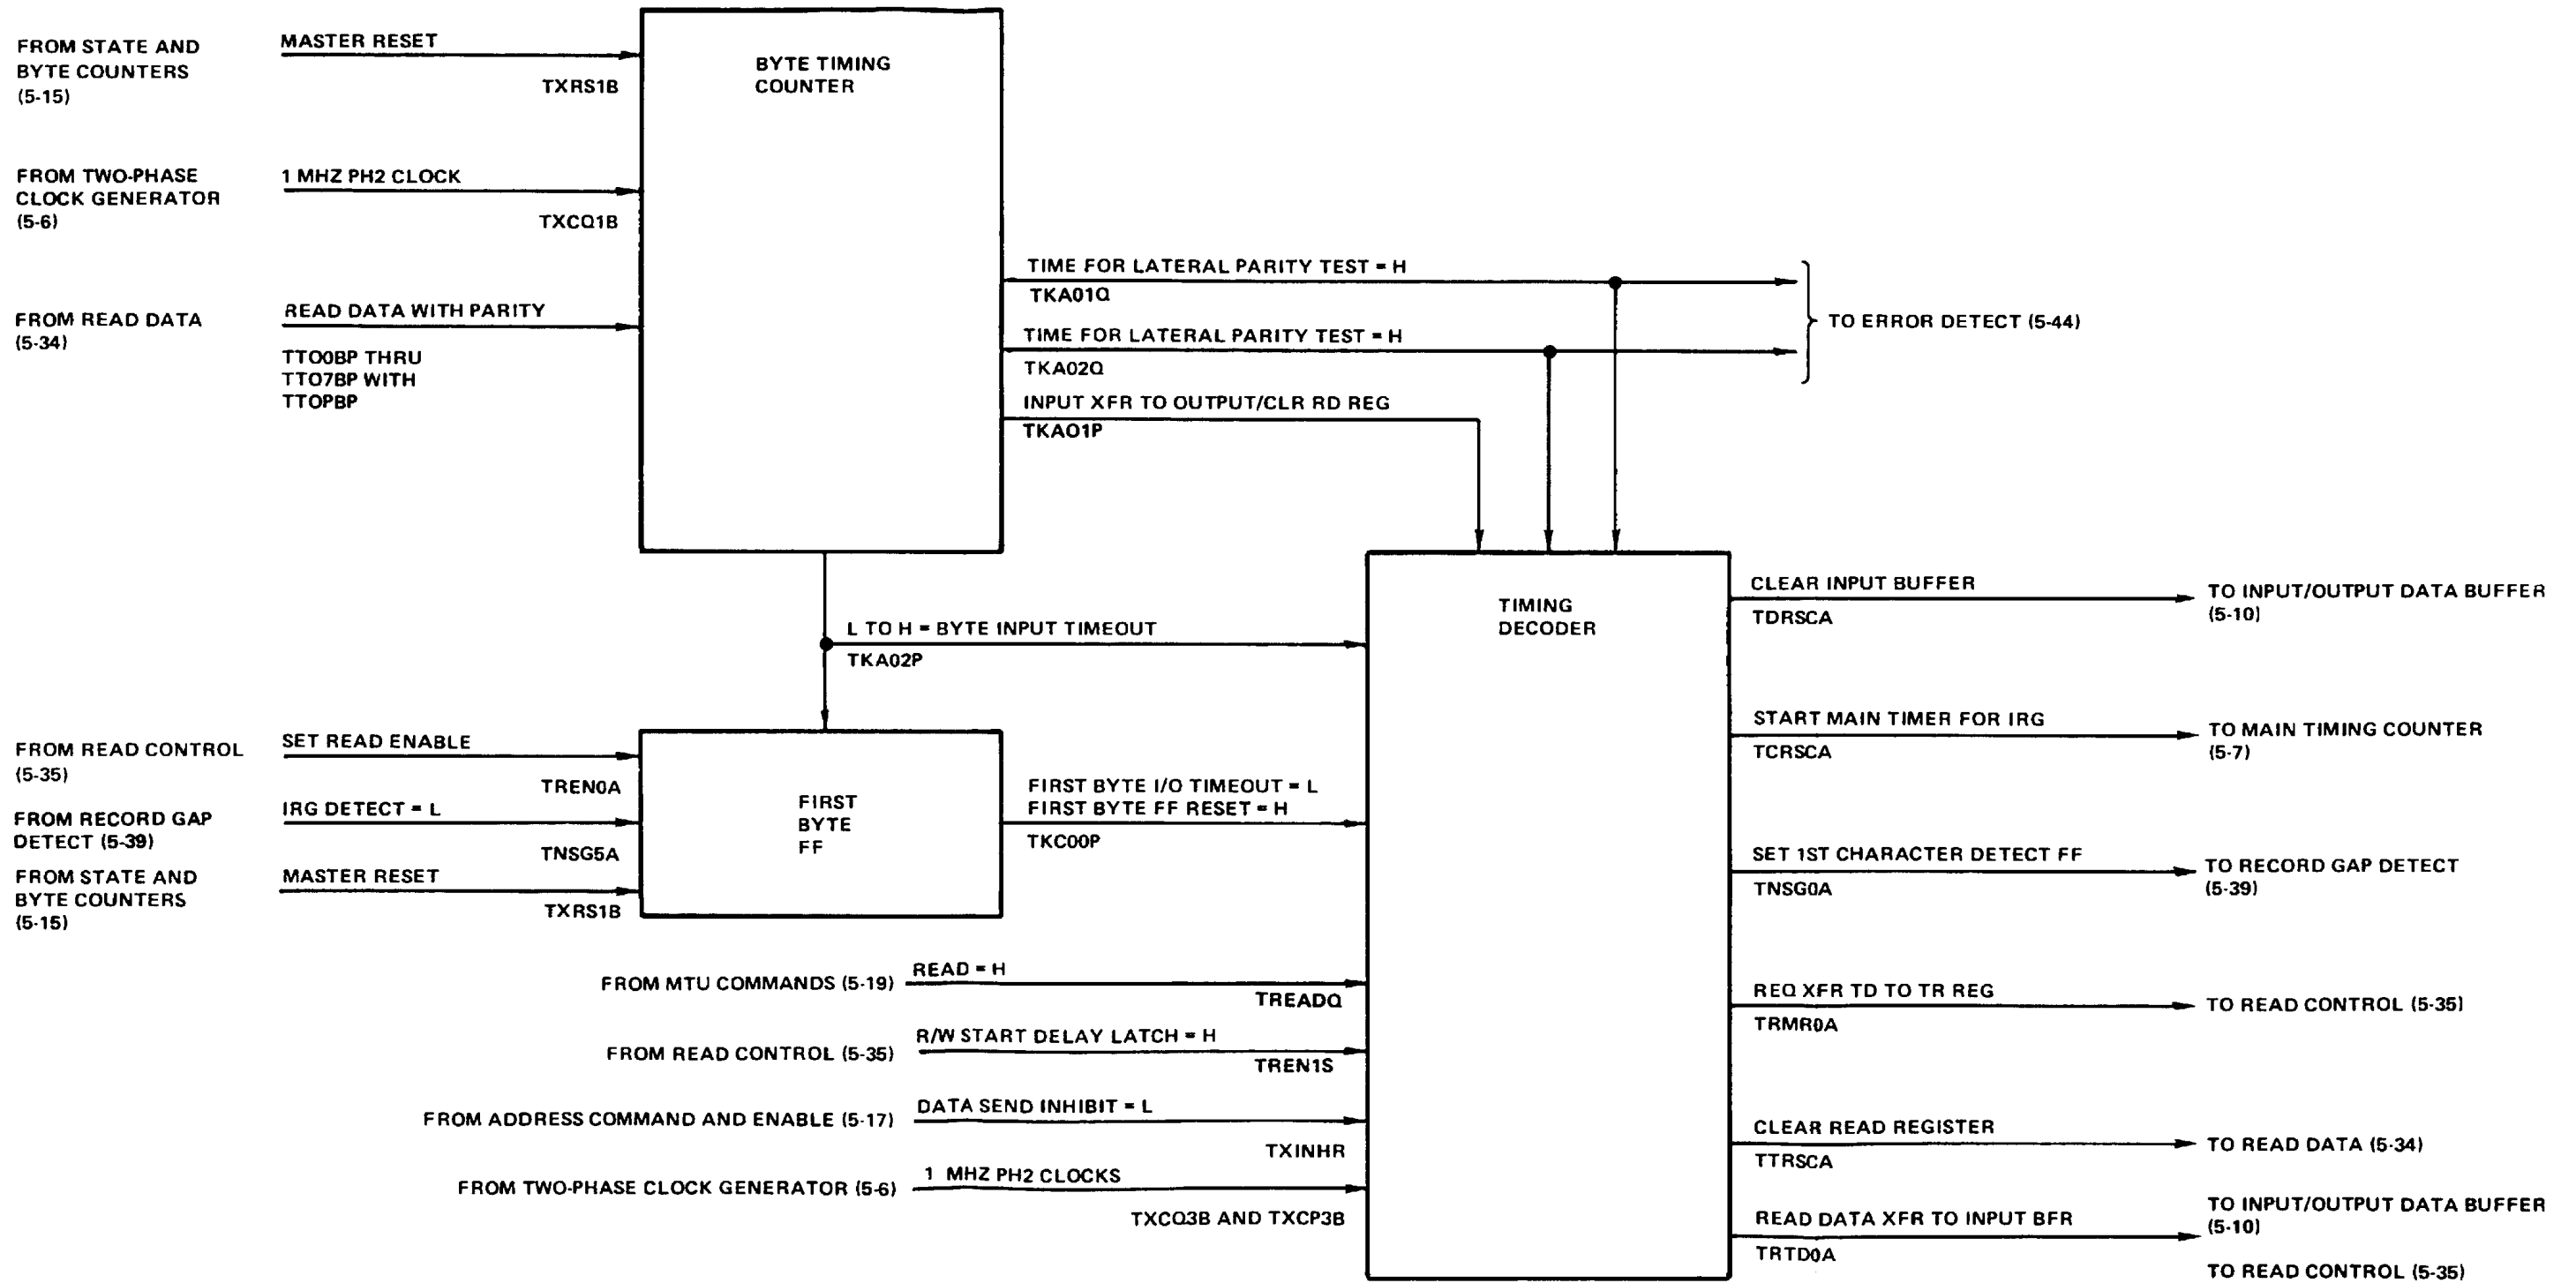 FROM STATE AND
BYTE COUNTERS
(5-15)
MASTER RESET
TXRS1B
BYTE TIMING
COUNTER
FROM TWO-PHASE
CLOCK GENERATOR
(5-6)
1 MHZ PH2 CLOCK
TXCQ1B
FROM READ DATA
(5-34)
READ DATA WITH PARITY
TTO0BP THRU
TTO7BP WITH
TTOPBP
TIME FOR LATERAL PARITY TEST = H
TKA01Q
TIME FOR LATERAL PARITY TEST = H
TKA02Q
TO ERROR DETECT (5-44)
INPUT XFR TO OUTPUT/CLR RD REG
TKAO1P
L TO H = BYTE INPUT TIMEOUT
TKA02P
FROM READ CONTROL
(5-35)
SET READ ENABLE
TREN0A
FROM RECORD GAP
DETECT (5-39)
IRG DETECT = L
TNSG5A
FROM STATE AND
BYTE COUNTERS
(5-15)
MASTER RESET
TXRS1B
FIRST
BYTE
FF
FIRST BYTE I/O TIMEOUT = L
FIRST BYTE FF RESET = H
TKC00P
FROM MTU COMMANDS (5-19)
READ = H
TREADQ
FROM READ CONTROL (5-35)
R/W START DELAY LATCH = H
TREN1S
FROM ADDRESS COMMAND AND ENABLE (5-17)
DATA SEND INHIBIT = L
TXINHR
FROM TWO-PHASE CLOCK GENERATOR (5-6)
1 MHZ PH2 CLOCKS
TXCQ3B AND TXCP3B
TIMING
DECODER
CLEAR INPUT BUFFER
TDRSCA
TO INPUT/OUTPUT DATA BUFFER
(5-10)
START MAIN TIMER FOR IRG
TCRSCA
TO MAIN TIMING COUNTER
(5-7)
SET 1ST CHARACTER DETECT FF
TNSG0A
TO RECORD GAP DETECT
(5-39)
REQ XFR TD TO TR REG
TRMR0A
TO READ CONTROL (5-35)
CLEAR READ REGISTER
TTRSCA
TO READ DATA (5-34)
READ DATA XFR TO INPUT BFR
TRTD0A
TO INPUT/OUTPUT DATA BUFFER
(5-10)
TO READ CONTROL (5-35)